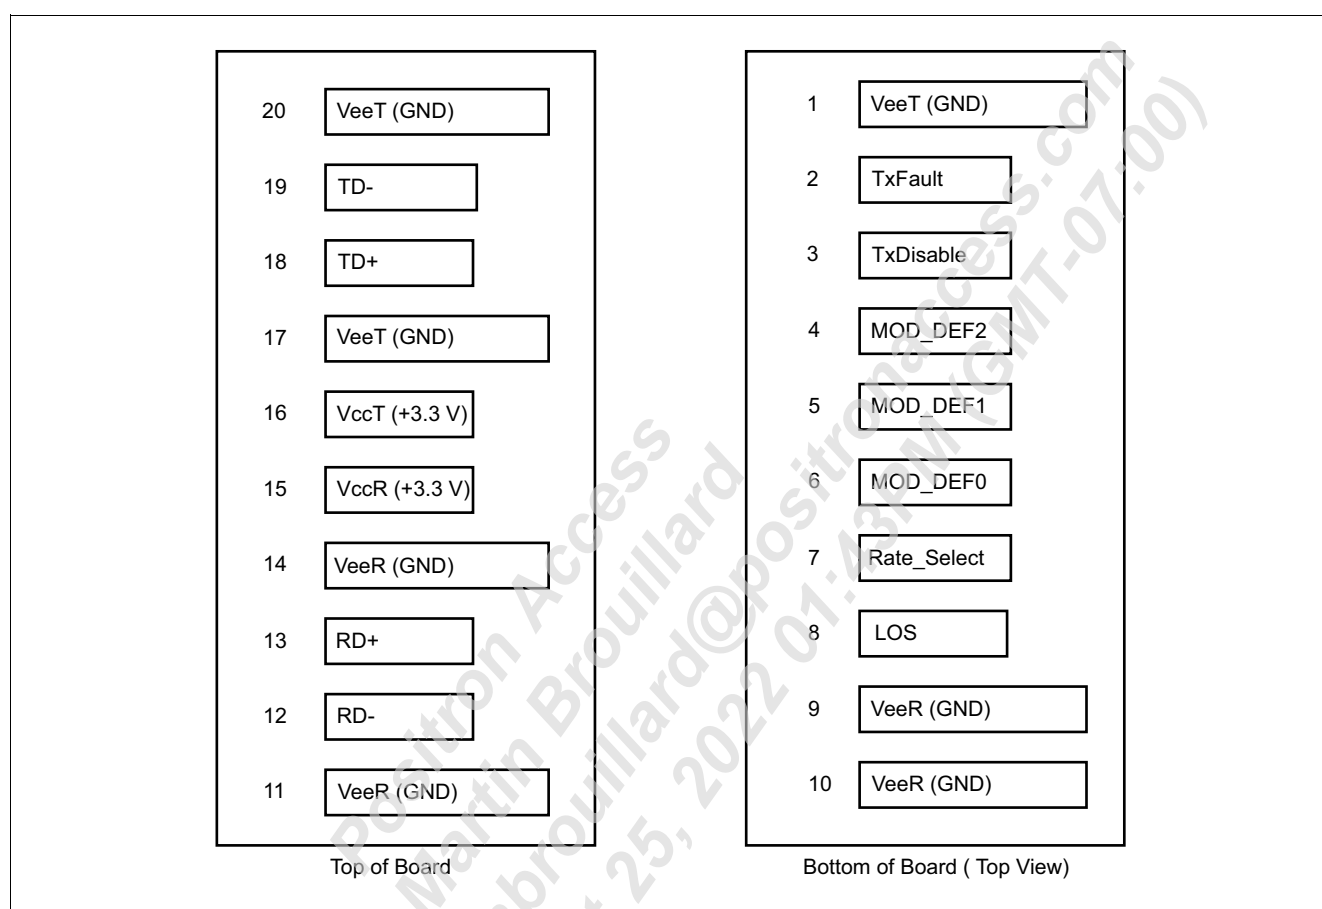 20 VeeT (GND)
19 TD-
18 TD+
17 VeeT (GND)
16 VccT (+3.3 V)
15 VccR (+3.3 V)
14 VeeR (GND)
13 RD+
12 RD-
11 VeeR (GND)
Top of Board
1 VeeT (GND)
2 TxFault
3 TxDisable
4 MOD_DEF2
5 MOD_DEF1
6 MOD_DEF0
7 Rate_Select
8 LOS
9 VeeR (GND)
10 VeeR (GND)
Bottom of Board ( Top View)
Positron Access
Martin Brouillard
mbrouillard@positronaccess.com
25, 2022 01:43PM (GMT-07:00)